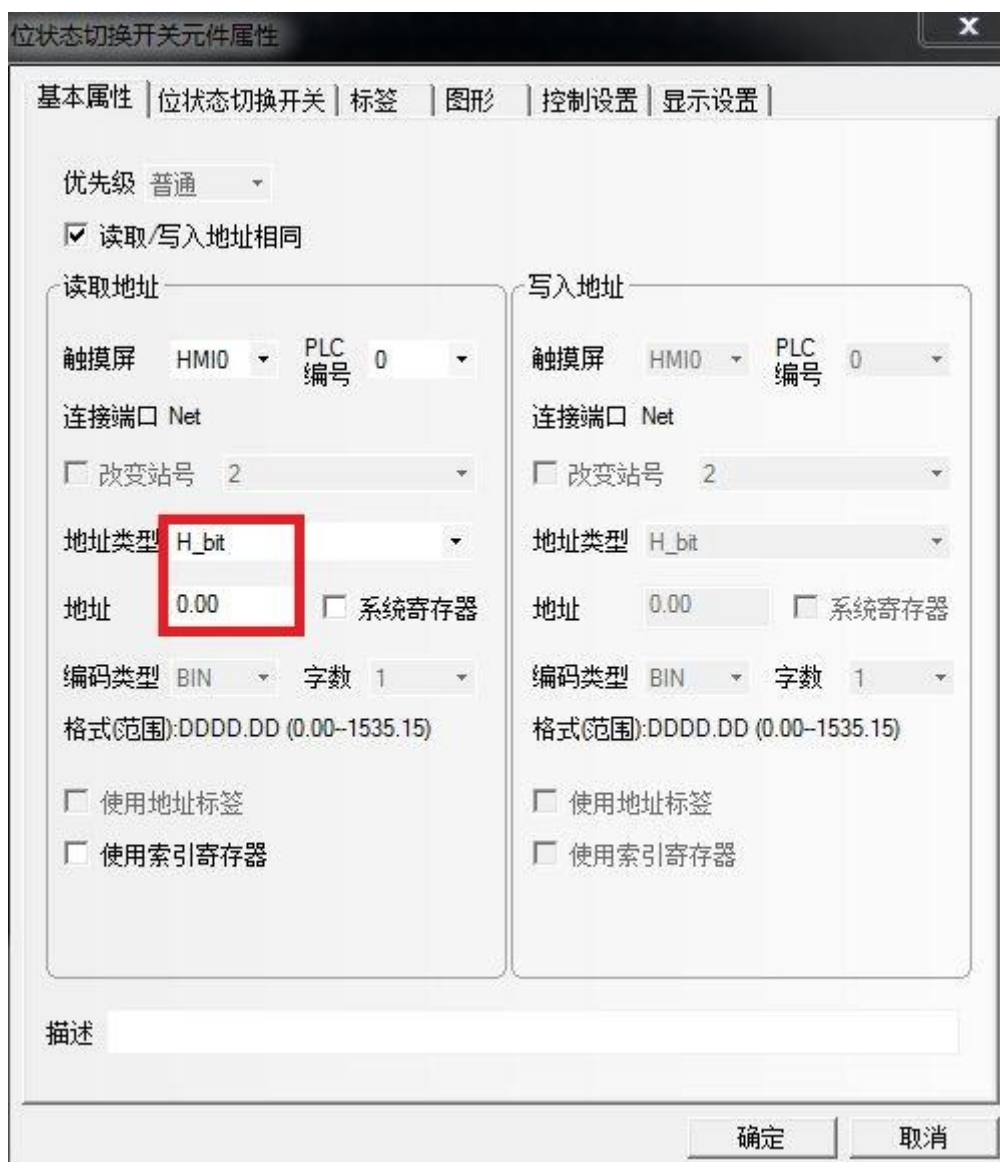 位状态切换开关元件属性
基本属性 位状态切换开关 标签 图形 控制设置 显示设置
优先级 普通
读取/写入地址相同
读取地址
触摸屏 HMI0 PLC编号 0
连接端口 Net
改变站号 2
地址类型 H_bit
地址 0.00 系统寄存器
编码类型 BIN 字数 1
格式(范围):DDDD.DD (0.00--1535.15)
使用地址标签
使用索引寄存器
写入地址
触摸屏 HMI0 PLC编号 0
连接端口 Net
改变站号 2
地址类型 H_bit
地址 0.00 系统寄存器
编码类型 BIN 字数 1
格式(范围):DDDD.DD (0.00--1535.15)
使用地址标签
使用索引寄存器
描述
确定 取消